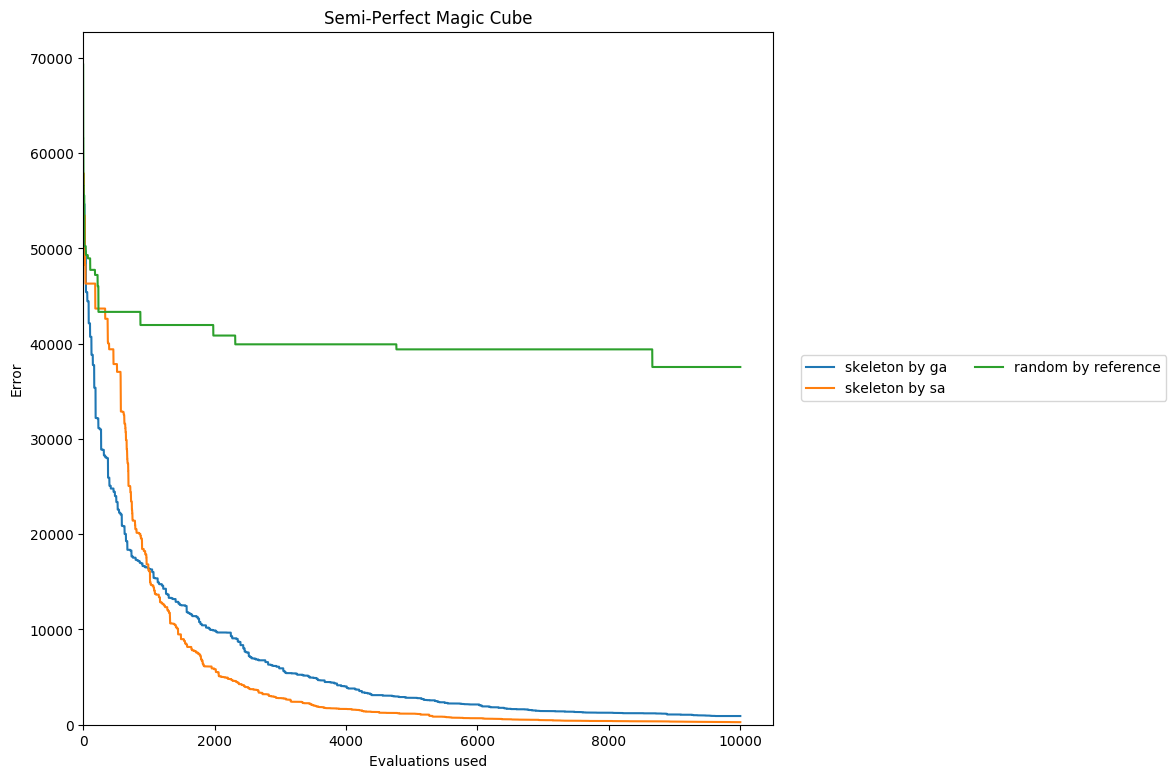 Semi-Perfect Magic Cube
Error
70000
60000
50000
40000
30000
20000
10000
0
0 2000 4000 6000 8000 10000
Evaluations used
skeleton by ga random by reference
skeleton by sa